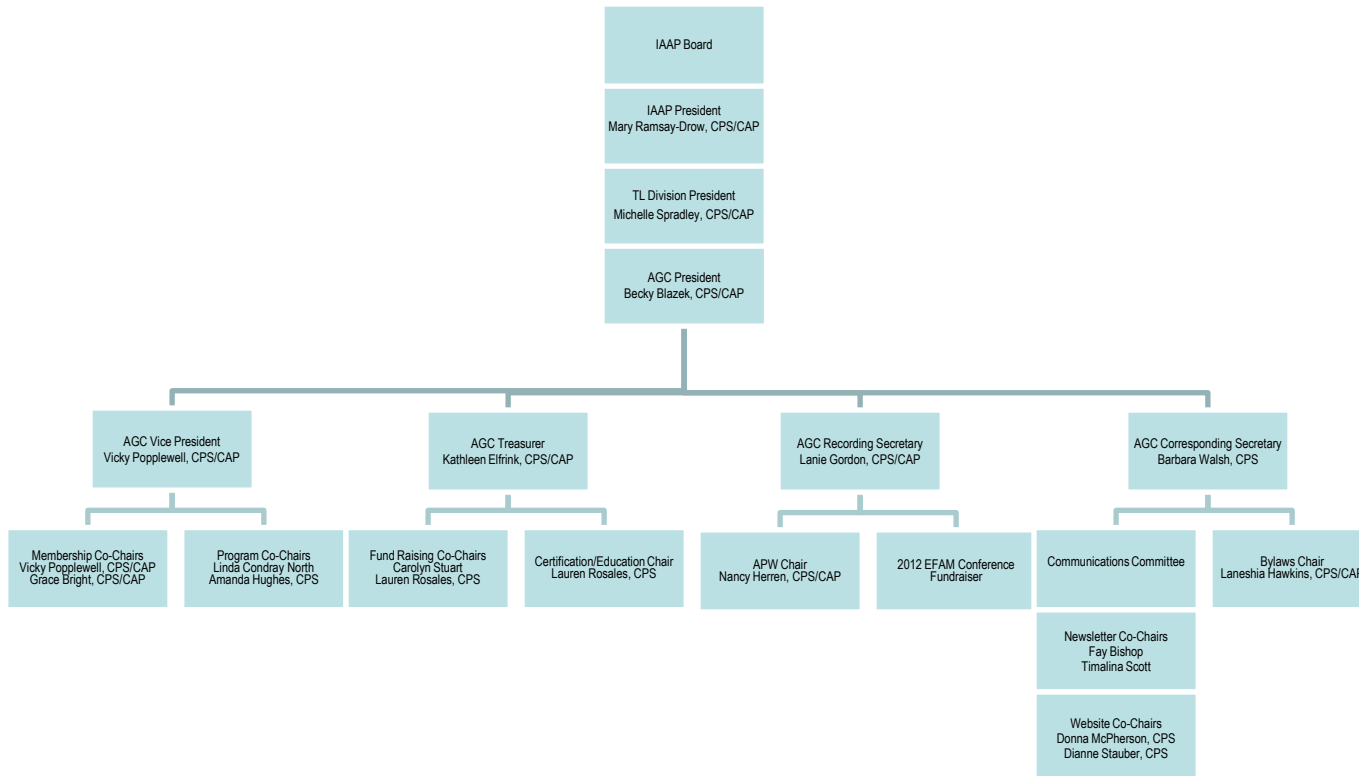 IAAP Board
IAAP President
Mary Ramsay-Drow, CPS/CAP
TL Division President
Michelle Spradley, CPS/CAP
AGC President
Becky Blazek, CPS/CAP
AGC Vice President
Vicky Popplewell, CPS/CAP
AGC Treasurer
Kathleen Elfrink, CPS/CAP
AGC Recording Secretary
Lanie Gordon, CPS/CAP
AGC Corresponding Secretary
Barbara Walsh, CPS
Membership Co-Chairs
Vicky Popplewell, CPS/CAP
Grace Bright, CPS/CAP
Program Co-Chairs
Linda Condray North
Amanda Hughes, CPS
Fund Raising Co-Chairs
Carolyn Stuart
Lauren Rosales, CPS
Certification/Education Chair
Lauren Rosales, CPS
APW Chair
Nancy Herren, CPS/CAP
2012 EFAM Conference
Fundraiser
Communications Committee
Bylaws Chair
Laneshia Hawkins, CPS/CAP
Newsletter Co-Chairs
Fay Bishop
Timalina Scott
Website Co-Chairs
Donna McPherson, CPS
Dianne Stauber, CPS